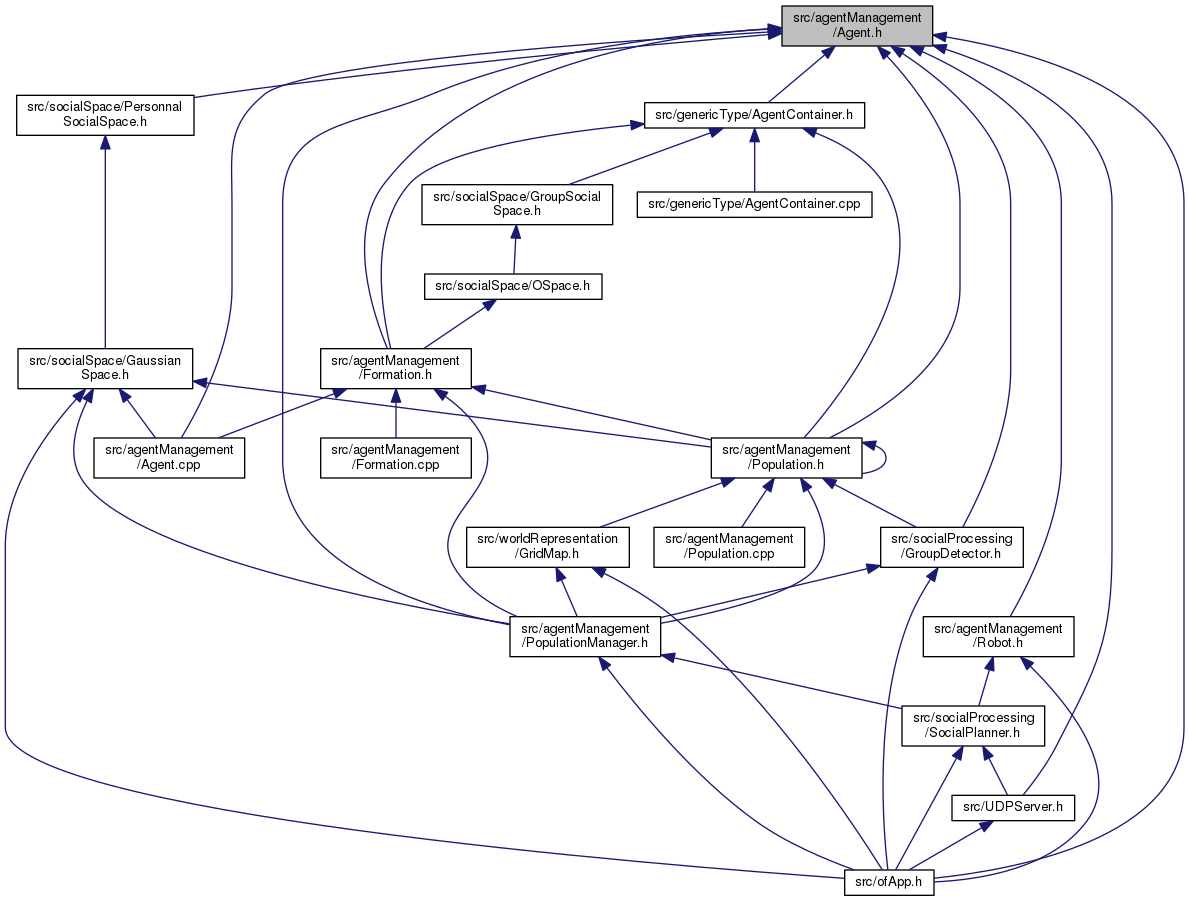 src/agentManagement
/Agent.h
src/socialSpace/Personnal
SocialSpace.h
src/genericType/AgentContainer.h
src/socialSpace/GroupSocial
Space.h
src/genericType/AgentContainer.cpp
src/socialSpace/OSpace.h
src/socialSpace/Gaussian
Space.h
src/agentManagement
/Formation.h
src/agentManagement
/Agent.cpp
src/agentManagement
/Formation.cpp
src/agentManagement
/Population.h
src/worldRepresentation
/GridMap.h
src/agentManagement
/Population.cpp
src/socialProcessing
/GroupDetector.h
src/agentManagement
/PopulationManager.h
src/agentManagement
/Robot.h
src/socialProcessing
/SocialPlanner.h
src/UDPServer.h
src/ofApp.h